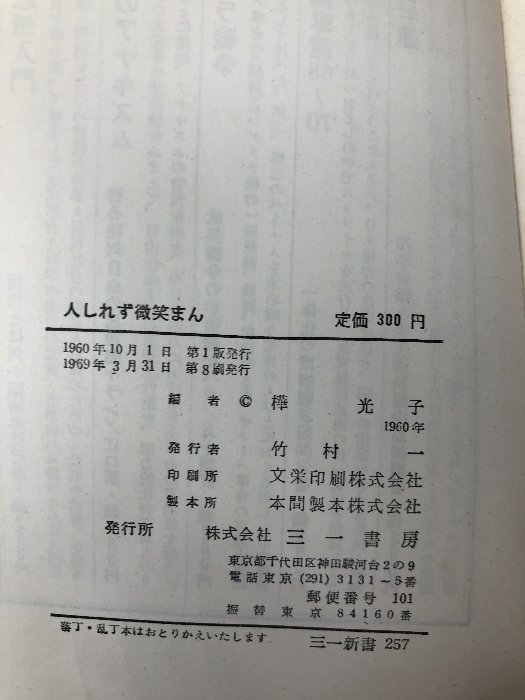 人しれず微笑まん 定価 300 円
1960年10月1日 第1版発行
1969年3月31日 第8刷発行
編者 © 樺光子
1960年
発行者 竹村一
印刷所 文栄印刷株式会社
製本所 本間製本株式会社
発行所 株式会社 三一書房
東京都千代田区神田駿河台2の9
電話東京 (291) 3131～5番
郵便番号 101
振替東京 84160番
落丁・乱丁本はおとりかえいたします 三一新書 257